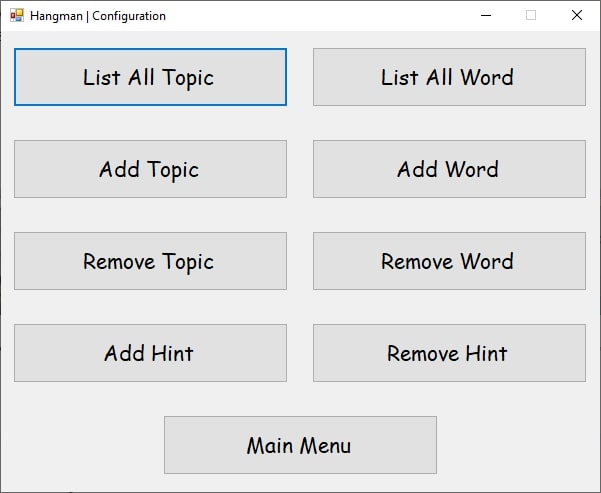 Hangman | Configuration
List All Topic
List All Word
Add Topic
Add Word
Remove Topic
Remove Word
Add Hint
Remove Hint
Main Menu